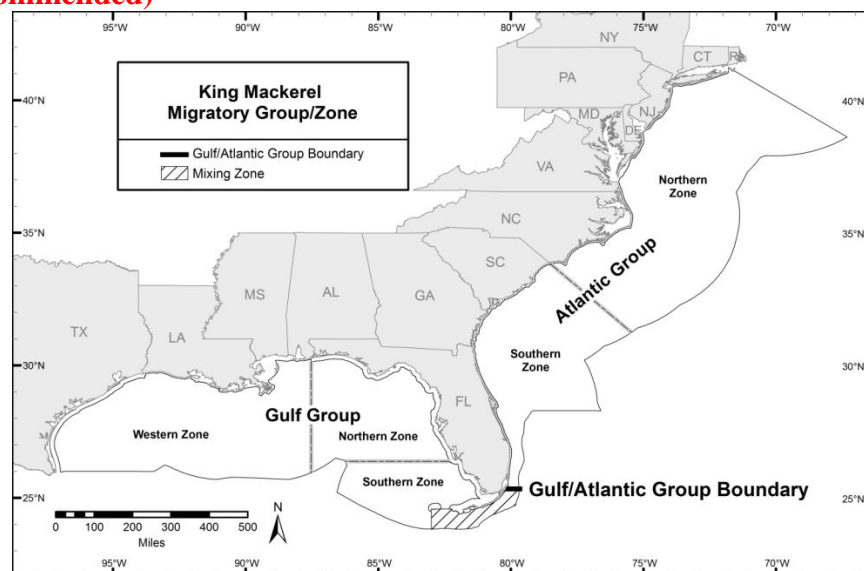 ommended)
95°W 90°W 85°W 80°W 75°W 70°W
King Mackerel
Migratory Group/Zone
Gulf/Atlantic Group Boundary
Mixing Zone
NY
CT
RI
PA
40°N
40°N
NJ
MD
DE
VA
Northern
Zone
NC
35°N
35°N
SC
Atlantic Group
MS
AL
GA
TX
LA
30°N
30°N
Southern
Zone
FL
Gulf Group
Western Zone
Northern Zone
Southern Zone
25°N
25°N
Gulf/Atlantic Group Boundary
N
0 100 200 300 400 500
Miles
95°W 90°W 85°W 80°W 75°W 70°W